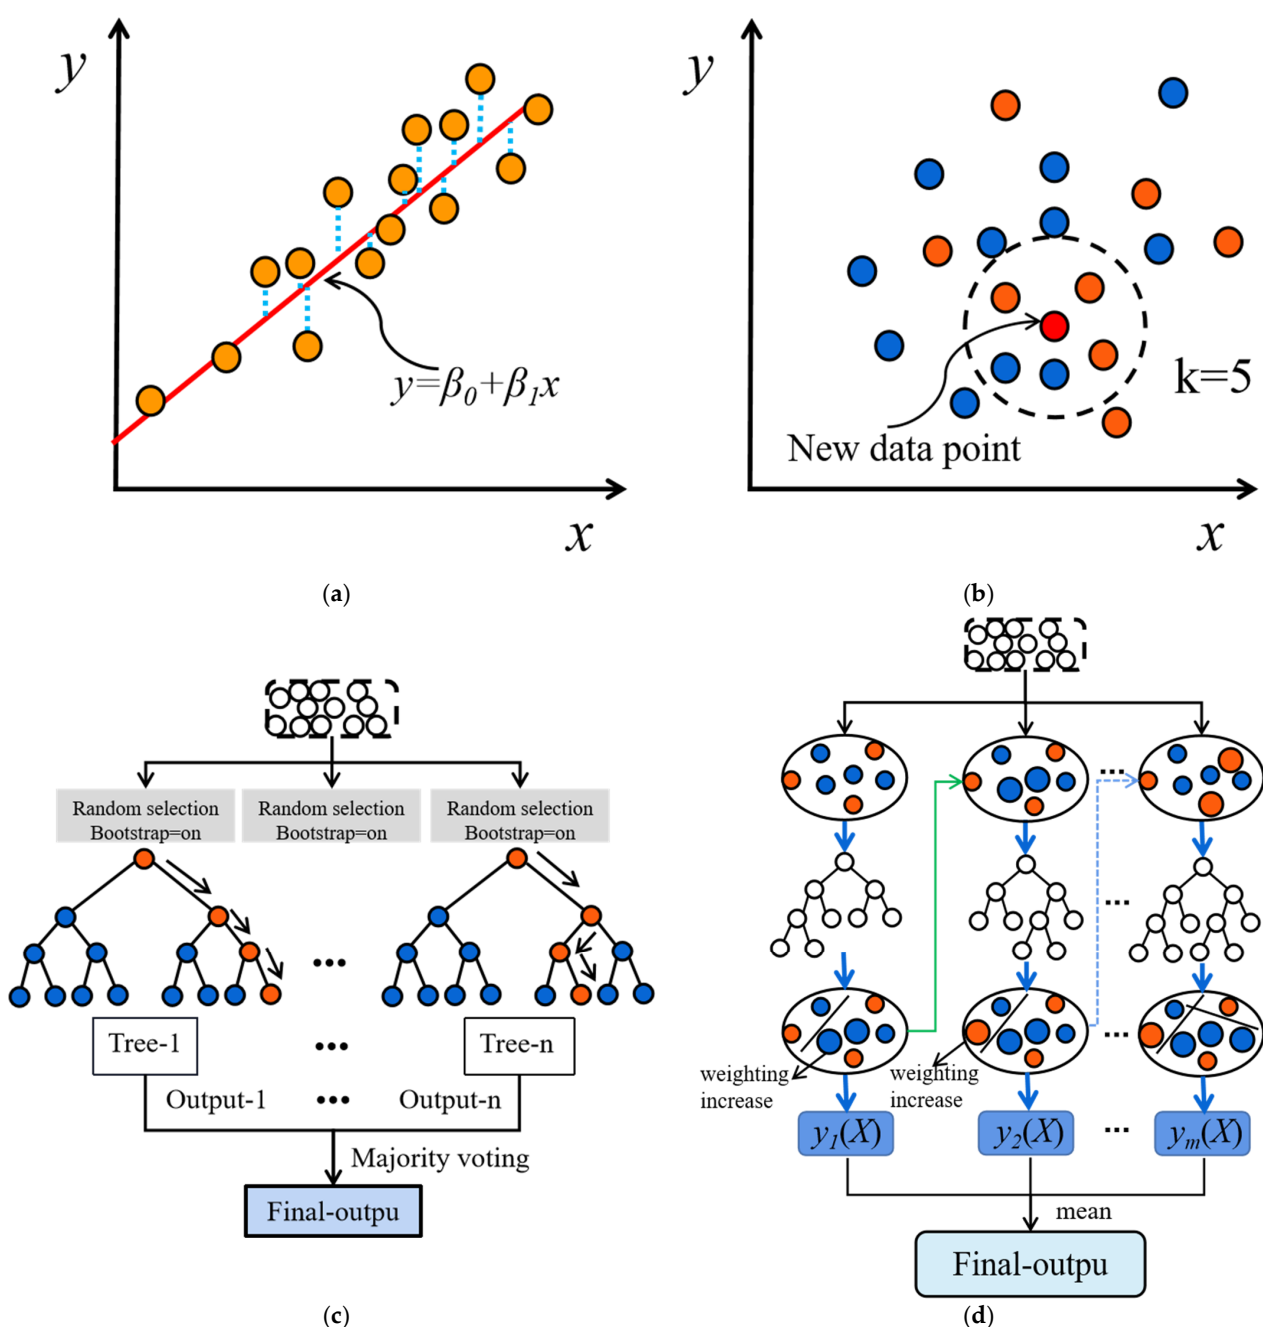 y
y=β₀+β₁x
x
(a)
y
k=5
New data point
x
(b)
Random selection
Bootstrap=on
Random selection
Bootstrap=on
Random selection
Bootstrap=on
...
Tree-1
...
Tree-n
Output-1
...
Output-n
Majority voting
Final-outpu
(c)
...
...
...
weighting
increase
weighting
increase
y₁(X)
y₂(X)
...
yₘ(X)
mean
Final-outpu
(d)